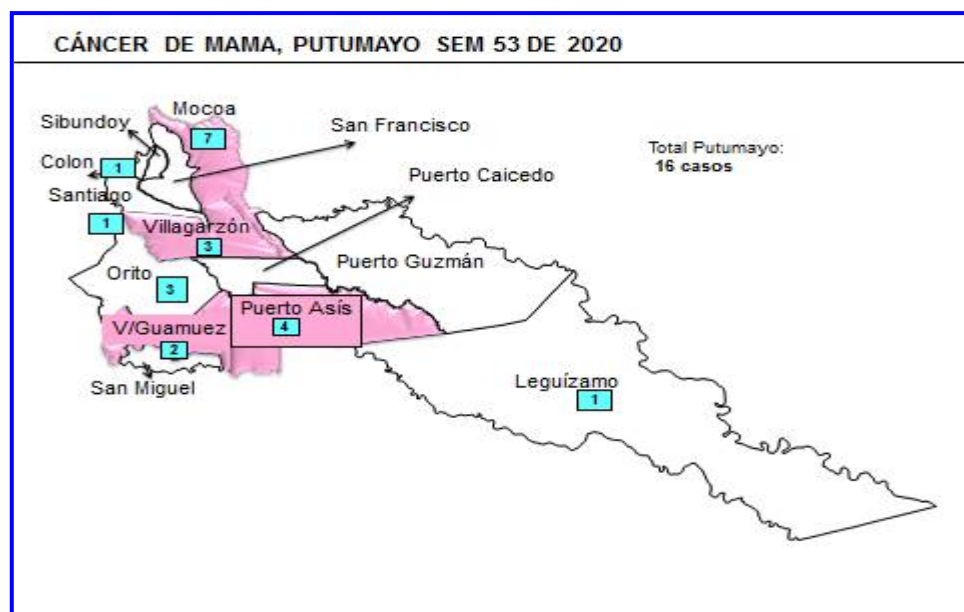 CÁNCER DE MAMA, PUTUMAYO SEM 53 DE 2020
Mocoa
7
Sibundoy
San Francisco
Total Putumayo:
16 casos
Colon
1
Puerto Caicedo
Santiago
1
Villagarzón
3
Puerto Guzmán
Orito
3
Puerto Asís
4
V/Guamuez
2
San Miguel
Leguízamo
1